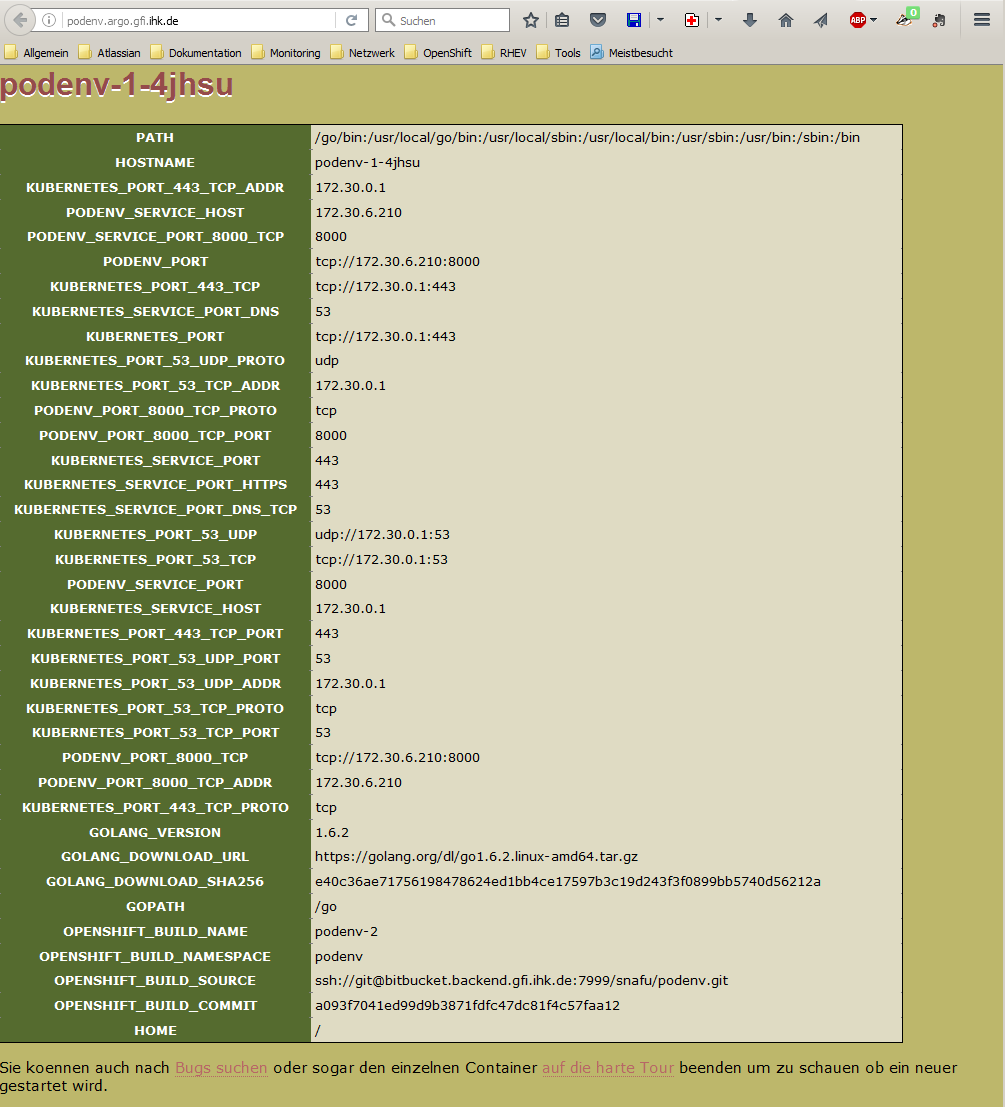 podenv.argo.gfi.ihk.de Suchen ABP 0
Allgemein Atlassian Dokumentation Monitoring Netzwerk OpenShift RHEV Tools Meistbesucht
podenv-1-4jhsu
PATH /go/bin:/usr/local/go/bin:/usr/local/sbin:/usr/local/bin:/usr/sbin:/usr/bin:/sbin:/bin
HOSTNAME podenv-1-4jhsu
KUBERNETES_PORT_443_TCP_ADDR 172.30.0.1
PODENV_SERVICE_HOST 172.30.6.210
PODENV_SERVICE_PORT_8000_TCP 8000
PODENV_PORT tcp://172.30.6.210:8000
KUBERNETES_PORT_443_TCP tcp://172.30.0.1:443
KUBERNETES_SERVICE_PORT_DNS 53
KUBERNETES_PORT tcp://172.30.0.1:443
KUBERNETES_PORT_53_UDP_PROTO udp
KUBERNETES_PORT_53_TCP_ADDR 172.30.0.1
PODENV_PORT_8000_TCP_PROTO tcp
PODENV_PORT_8000_TCP_PORT 8000
KUBERNETES_SERVICE_PORT 443
KUBERNETES_SERVICE_PORT_HTTPS 443
KUBERNETES_SERVICE_PORT_DNS_TCP 53
KUBERNETES_PORT_53_UDP udp://172.30.0.1:53
KUBERNETES_PORT_53_TCP tcp://172.30.0.1:53
PODENV_SERVICE_PORT 8000
KUBERNETES_SERVICE_HOST 172.30.0.1
KUBERNETES_PORT_443_TCP_PORT 443
KUBERNETES_PORT_53_UDP_PORT 53
KUBERNETES_PORT_53_UDP_ADDR 172.30.0.1
KUBERNETES_PORT_53_TCP_PROTO tcp
KUBERNETES_PORT_53_TCP_PORT 53
PODENV_PORT_8000_TCP tcp://172.30.6.210:8000
PODENV_PORT_8000_TCP_ADDR 172.30.6.210
KUBERNETES_PORT_443_TCP_PROTO tcp
GOLANG_VERSION 1.6.2
GOLANG_DOWNLOAD_URL https://golang.org/dl/go1.6.2.linux-amd64.tar.gz
GOLANG_DOWNLOAD_SHA256 e40c36ae71756198478624ed1bb4ce17597b3c19d243f3f0899bb5740d56212a
GOPATH /go
OPENSHIFT_BUILD_NAME podenv-2
OPENSHIFT_BUILD_NAMESPACE podenv
OPENSHIFT_BUILD_SOURCE ssh://git@bitbucket.backend.gfi.ihk.de:7999/snafu/podenv.git
OPENSHIFT_BUILD_COMMIT a093f7041ed99d9b3871fdfc47dc81f4c57faa12
HOME /
Sie koennen auch nach Bugs suchen oder sogar den einzelnen Container auf die harte Tour beenden um zu schauen ob ein neuer
gestartet wird.